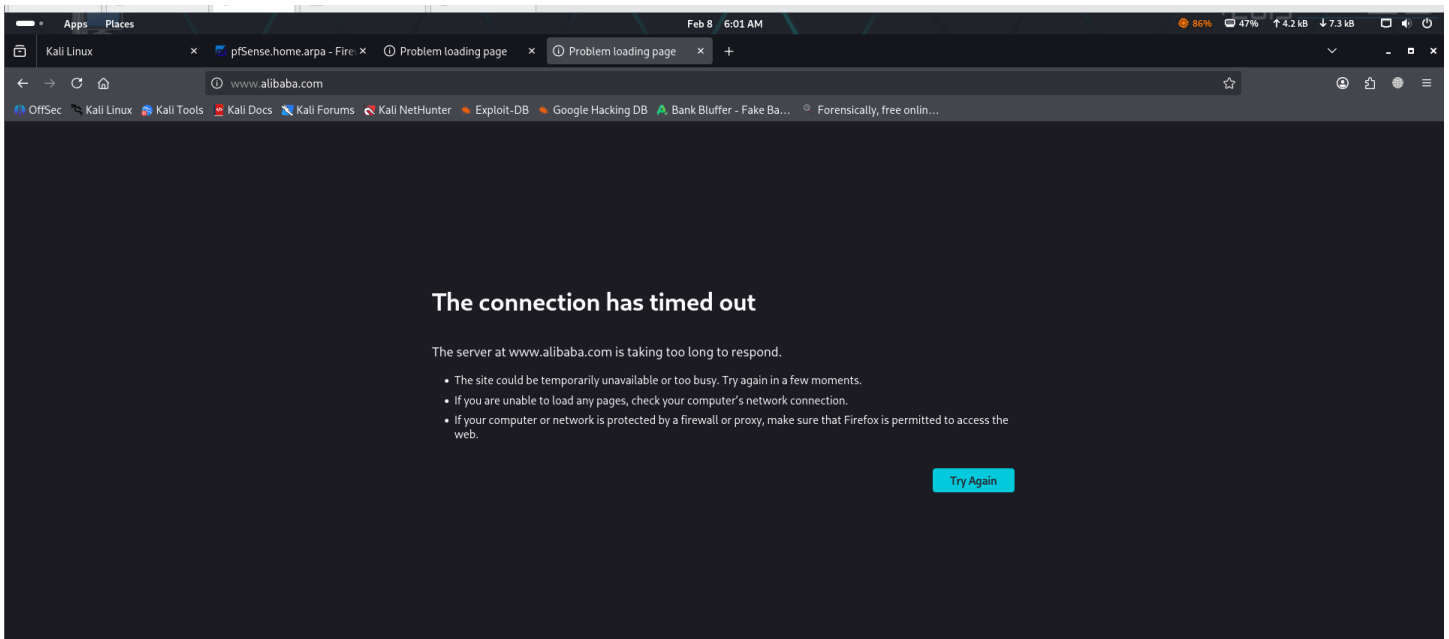 Apps Places Feb 8 6:01 AM 86% 47% ↑ 4.2 kB ↓ 7.3 kB
Kali Linux × pfSense.home.arpa - Fire × Problem loading page × Problem loading page × +
www.alibaba.com
OffSec Kali Linux Kali Tools Kali Docs Kali Forums Kali NetHunter Exploit-DB Google Hacking DB Bank Bluffer - Fake Ba... Forensically, free onlin...
The connection has timed out
The server at www.alibaba.com is taking too long to respond.
• The site could be temporarily unavailable or too busy. Try again in a few moments.
• If you are unable to load any pages, check your computer's network connection.
• If your computer or network is protected by a firewall or proxy, make sure that Firefox is permitted to access the
web.
Try Again